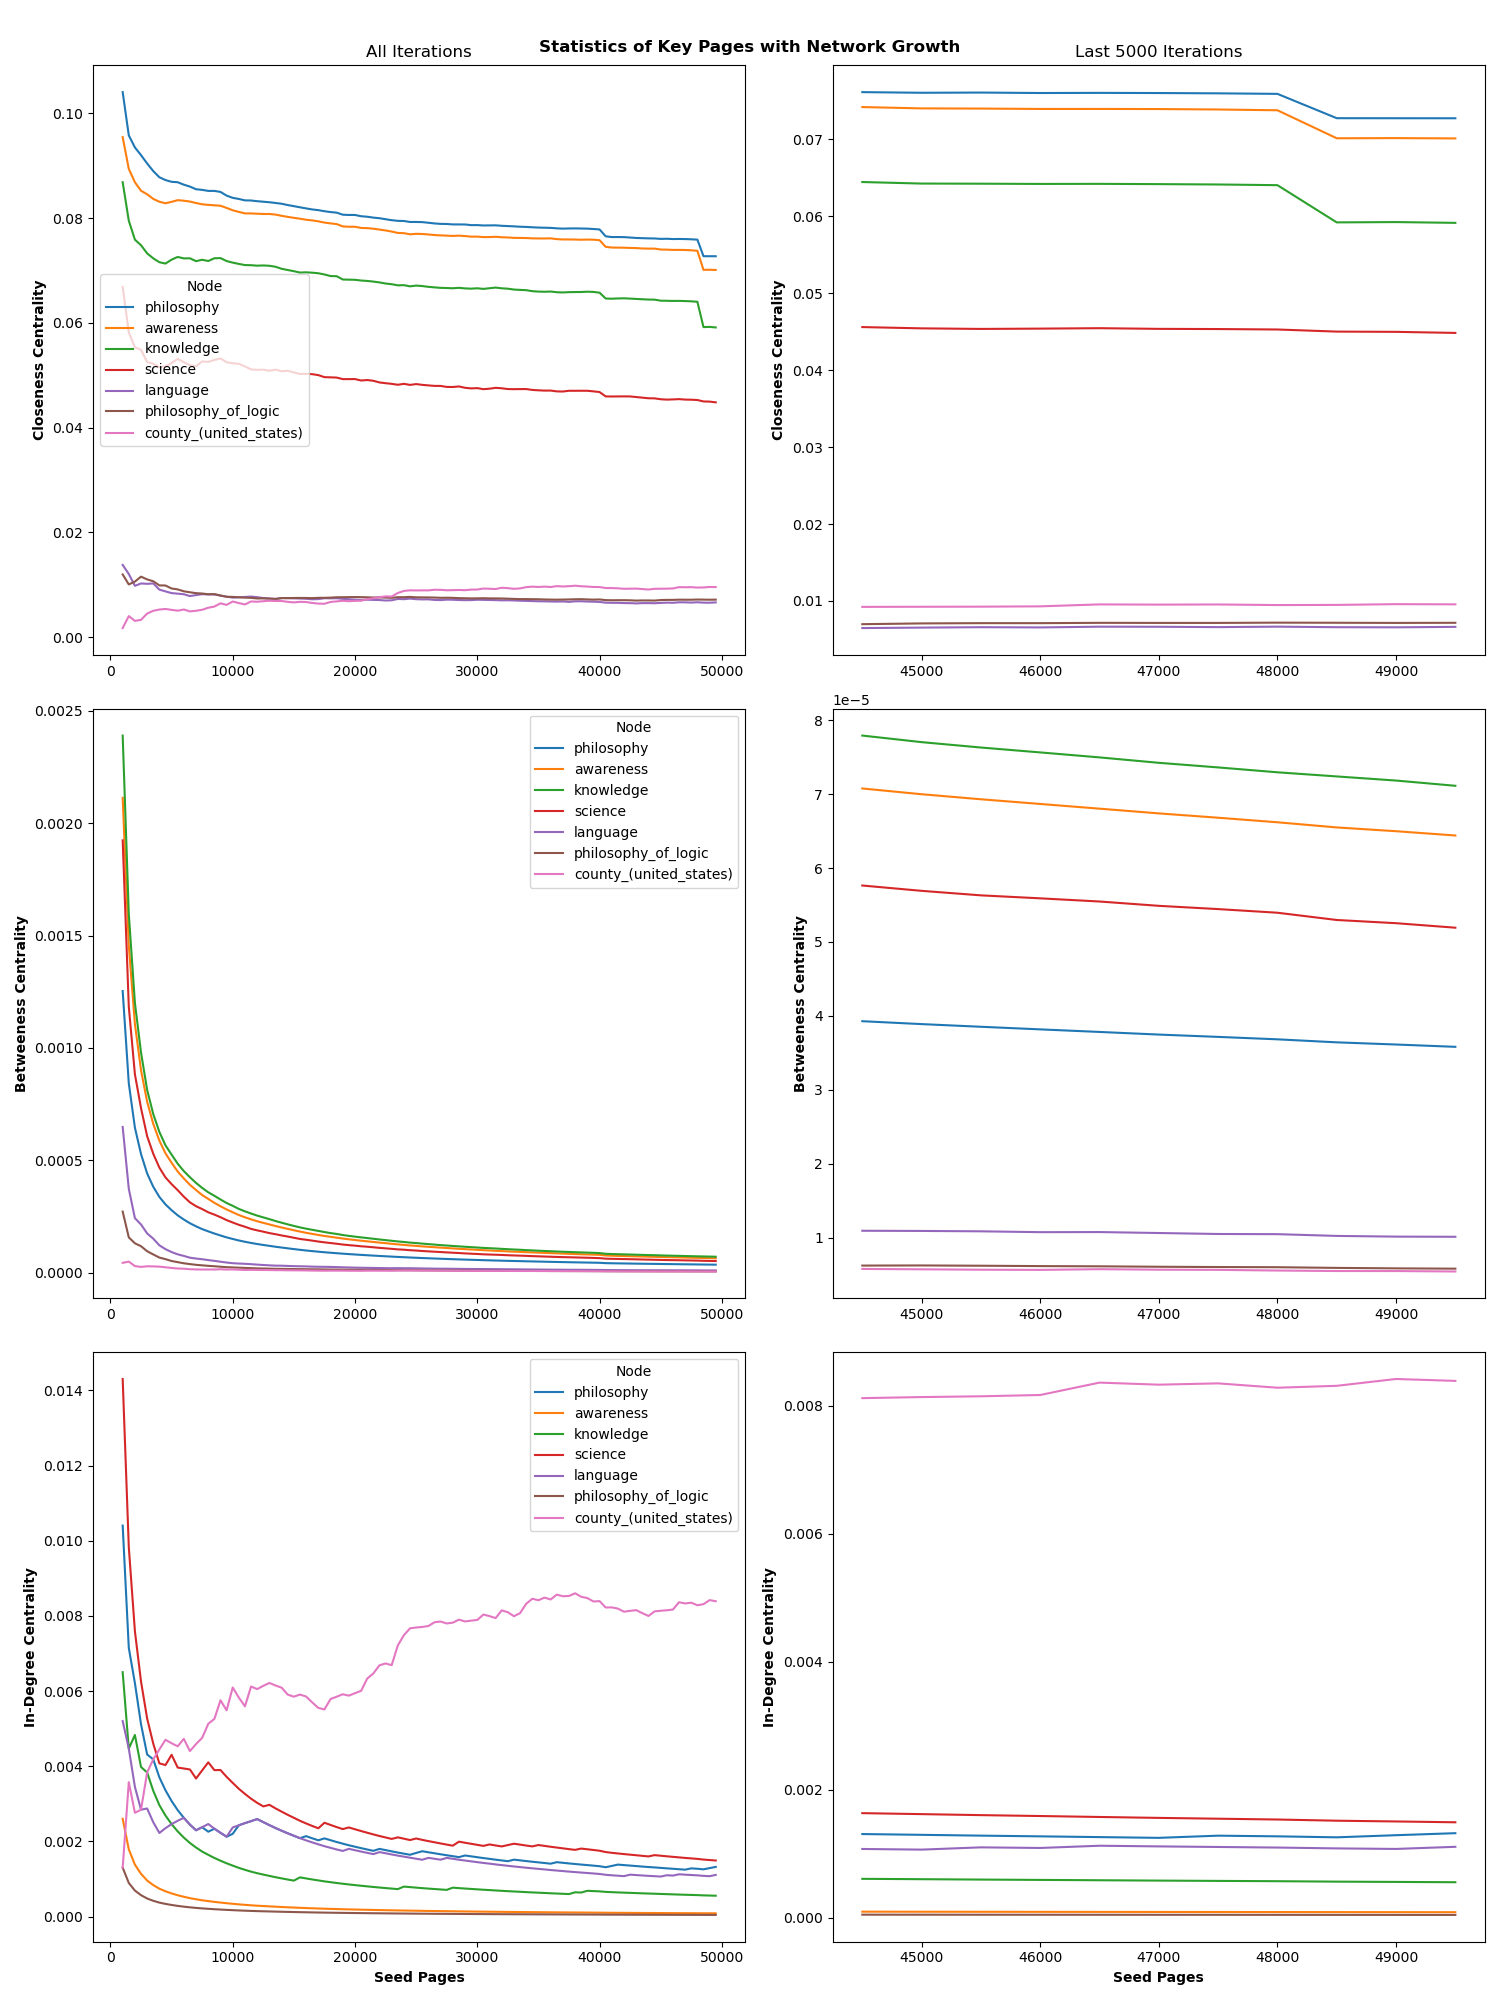 Statistics of Key Pages with Network Growth
All Iterations
Last 5000 Iterations
Closeness Centrality
0.10
0.08
0.06
0.04
0.02
0.00
Node
philosophy
awareness
knowledge
science
language
philosophy_of_logic
county_(united_states)
0 10000 20000 30000 40000 50000
Closeness Centrality
0.07
0.06
0.05
0.04
0.03
0.02
0.01
45000 46000 47000 48000 49000
Betweeness Centrality
0.0025
0.0020
0.0015
0.0010
0.0005
0.0000
Node
philosophy
awareness
knowledge
science
language
philosophy_of_logic
county_(united_states)
0 10000 20000 30000 40000 50000
1e−5
Betweeness Centrality
8
7
6
5
4
3
2
1
45000 46000 47000 48000 49000
In-Degree Centrality
0.014
0.012
0.010
0.008
0.006
0.004
0.002
0.000
Node
philosophy
awareness
knowledge
science
language
philosophy_of_logic
county_(united_states)
0 10000 20000 30000 40000 50000
Seed Pages
In-Degree Centrality
0.008
0.006
0.004
0.002
0.000
45000 46000 47000 48000 49000
Seed Pages